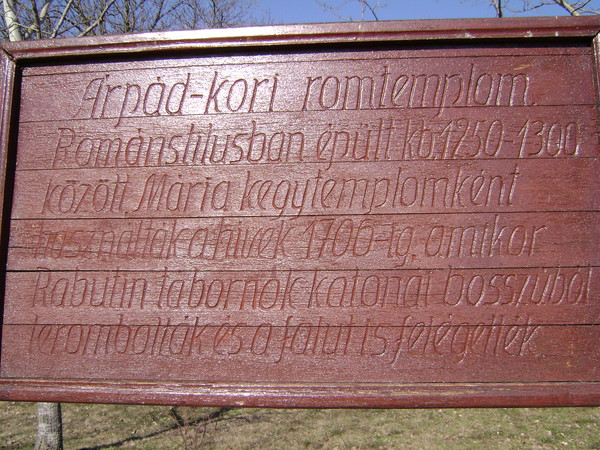 Árpád-kori romtemplom.
Románstílusban épült kb. 1250-1300
között. Mária kegytemplomként
használták a hívek 1706-ig, amikor
Rabutin tábornok katonái bosszúból
lerombolták és a falut is felégették.